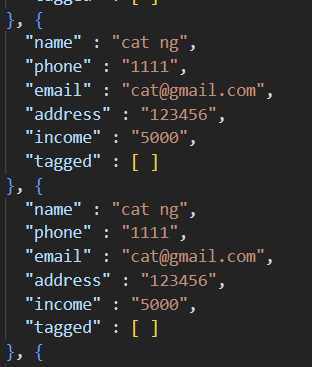 }, {
"name" : "cat ng",
"phone" : "1111",
"email" : "cat@gmail.com",
"address" : "123456",
"income" : "5000",
"tagged" : [ ]
}, {
"name" : "cat ng",
"phone" : "1111",
"email" : "cat@gmail.com",
"address" : "123456",
"income" : "5000",
"tagged" : [ ]
}, {